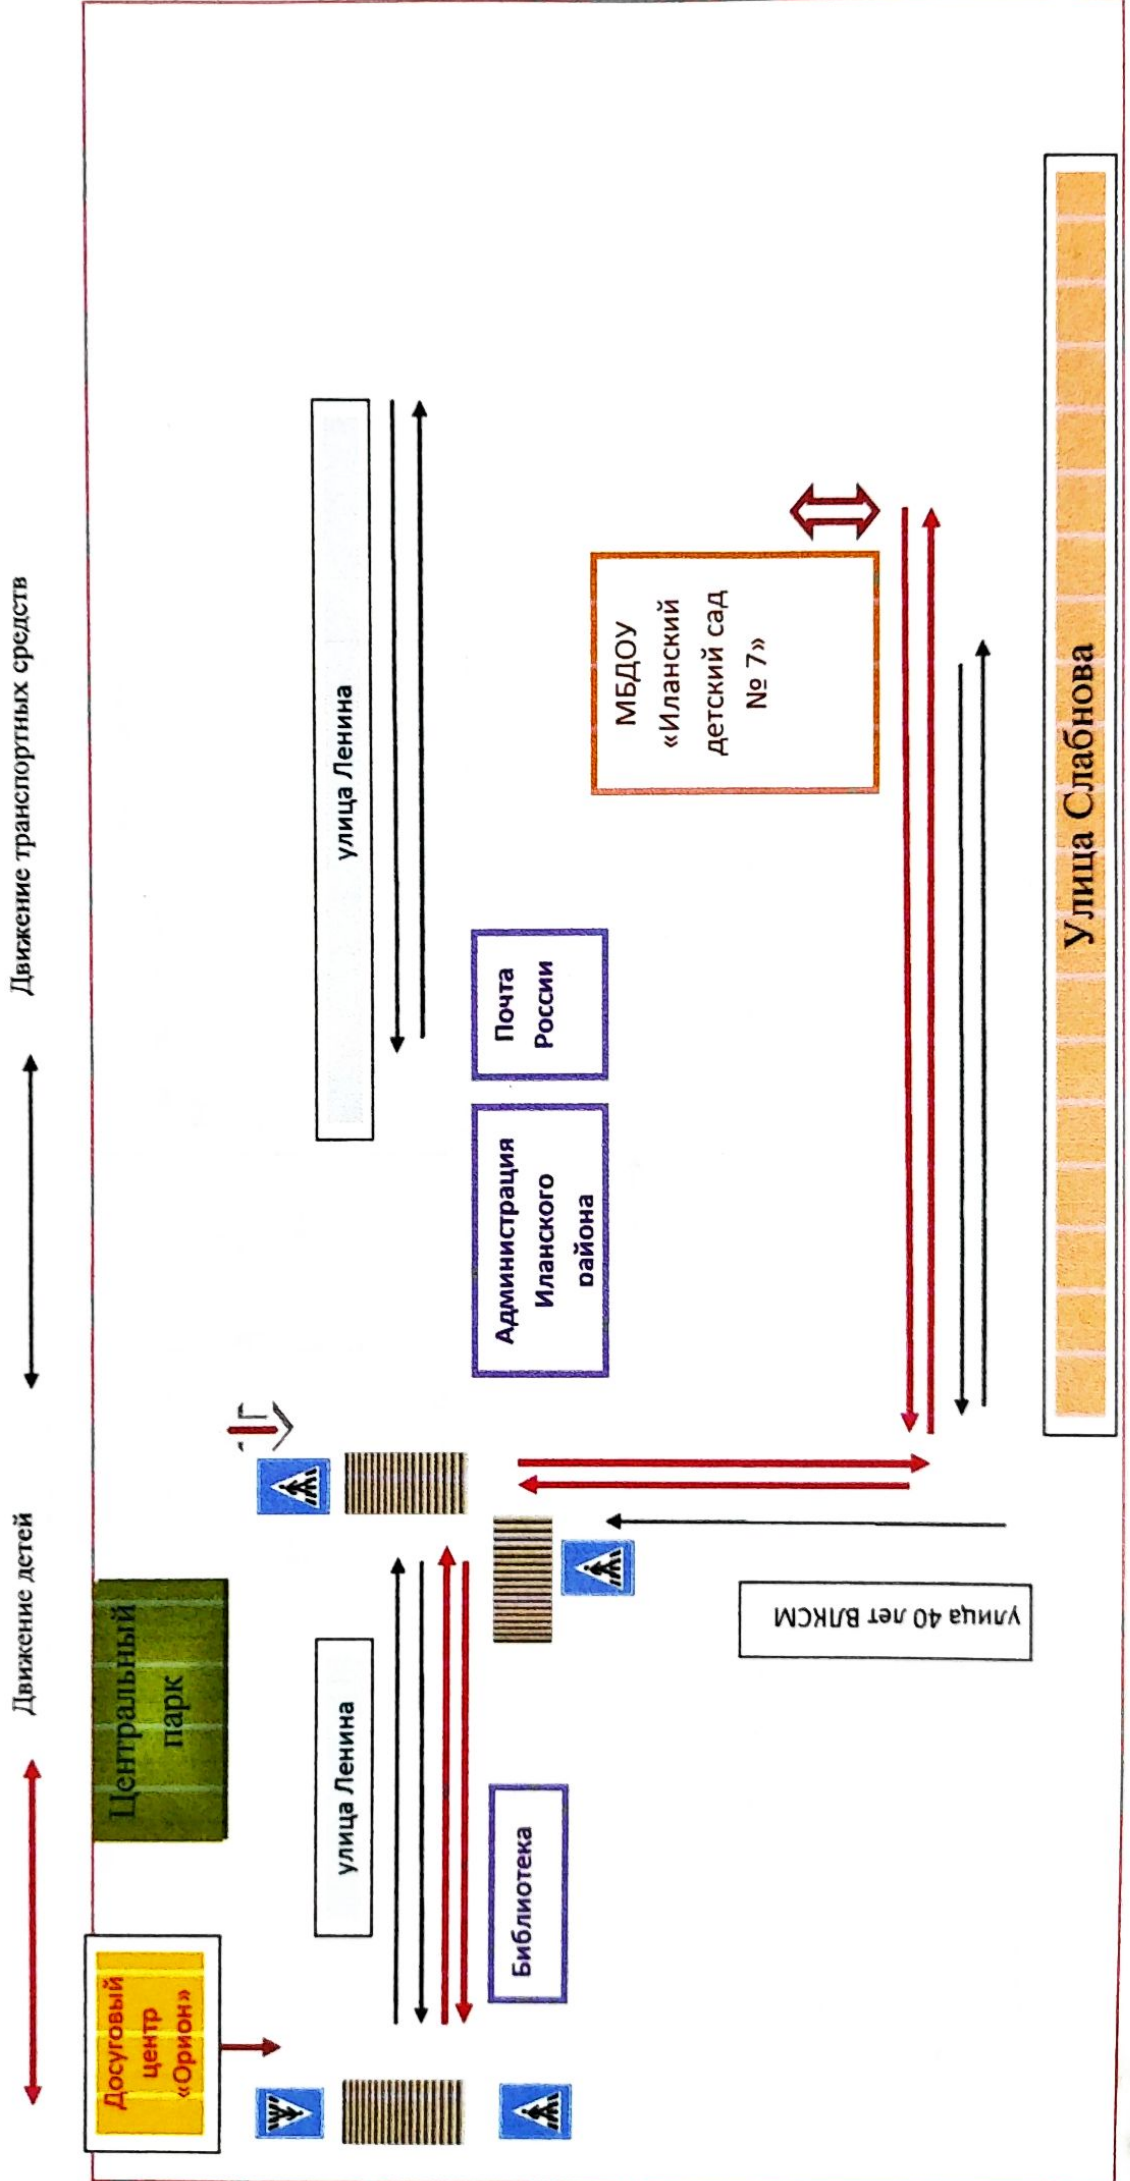 Движение детей
Движение транспортных средств
Досуговый
центр
«Орион»
Центральный
парк
улица Ленина
улица Ленина
Библиотека
Администрация
Иланского
района
Почта
России
МБДОУ
«Иланский
детский сад
№ 7»
улица 40 лет ВЛКСМ
Улица Слабнова